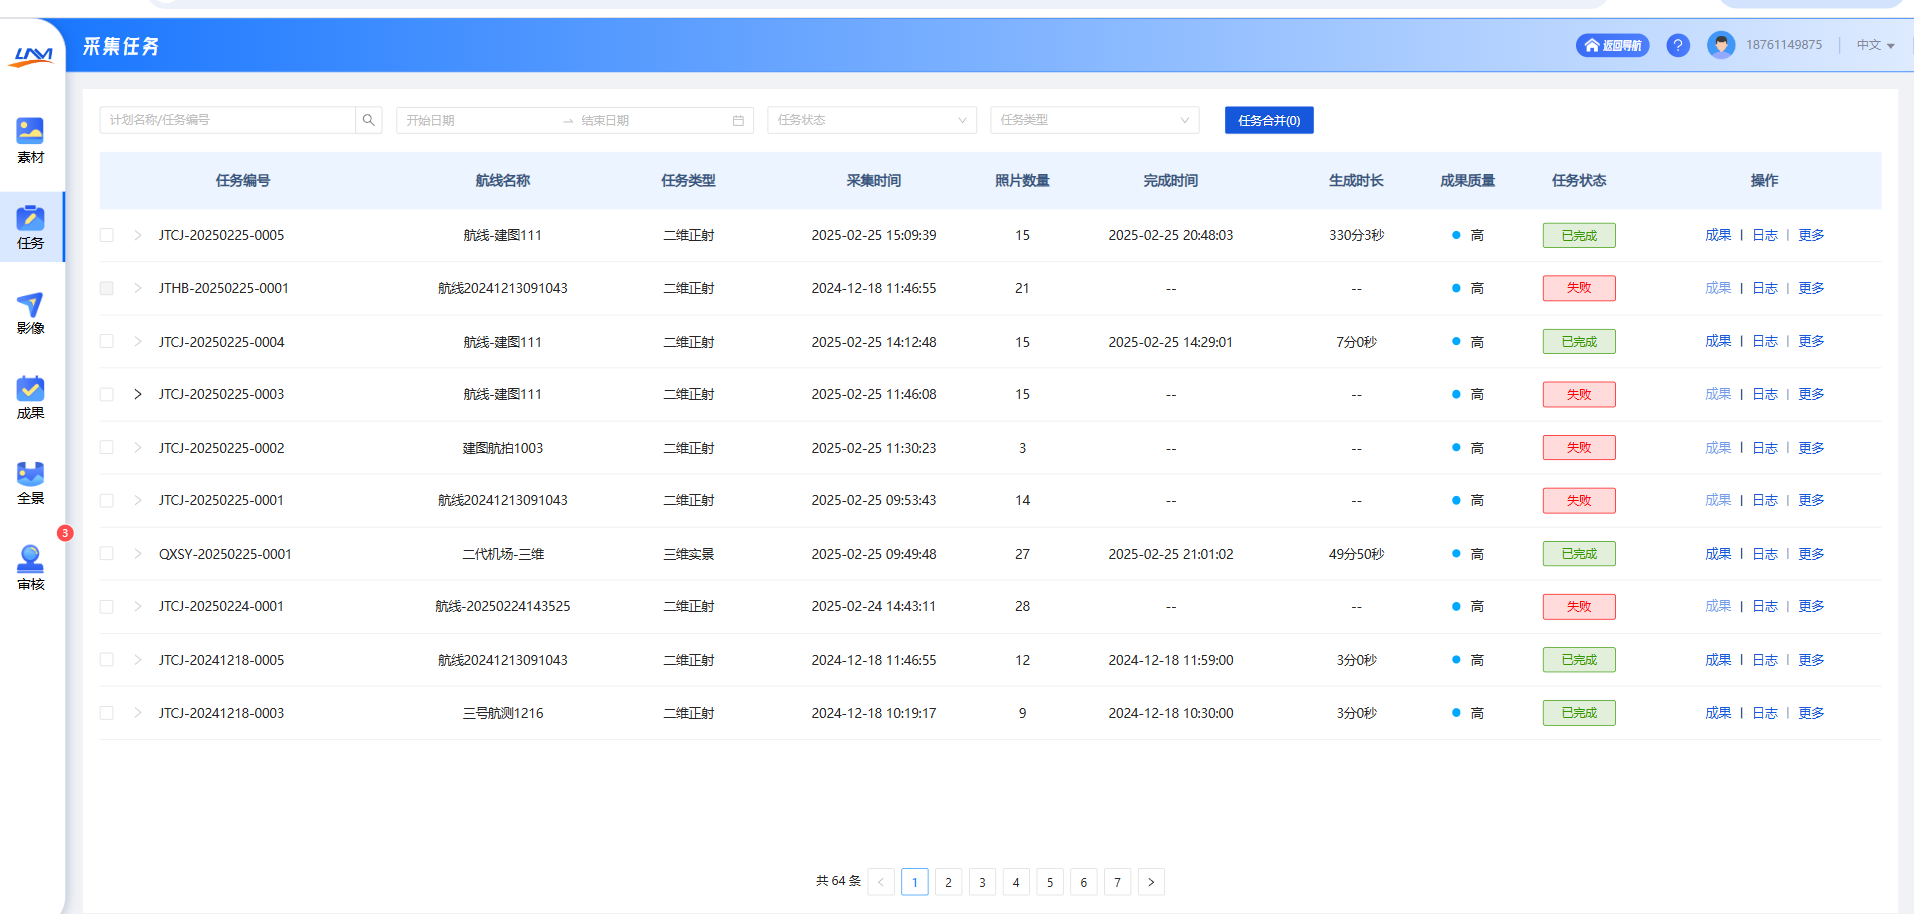 LNM
采集任务
返回导航
?
18761149875
中文
素材
任务
影像
成果
全景
3
审核
计划名称/任务编号
开始日期
结束日期
任务状态
任务类型
任务合并(0)
任务编号 航线名称 任务类型 采集时间 照片数量 完成时间 生成时长 成果质量 任务状态 操作
JTCJ-20250225-0005 航线-建图111 二维正射 2025-02-25 15:09:39 15 2025-02-25 20:48:03 330分3秒 高 已完成 成果 | 日志 | 更多
JTHB-20250225-0001 航线20241213091043 二维正射 2024-12-18 11:46:55 21 -- -- 高 失败 成果 | 日志 | 更多
JTCJ-20250225-0004 航线-建图111 二维正射 2025-02-25 14:12:48 15 2025-02-25 14:29:01 7分0秒 高 已完成 成果 | 日志 | 更多
JTCJ-20250225-0003 航线-建图111 二维正射 2025-02-25 11:46:08 15 -- -- 高 失败 成果 | 日志 | 更多
JTCJ-20250225-0002 建图航拍1003 二维正射 2025-02-25 11:30:23 3 -- -- 高 失败 成果 | 日志 | 更多
JTCJ-20250225-0001 航线20241213091043 二维正射 2025-02-25 09:53:43 14 -- -- 高 失败 成果 | 日志 | 更多
QXSY-20250225-0001 二代机场-三维 三维实景 2025-02-25 09:49:48 27 2025-02-25 21:01:02 49分50秒 高 已完成 成果 | 日志 | 更多
JTCJ-20250224-0001 航线-20250224143525 二维正射 2025-02-24 14:43:11 28 -- -- 高 失败 成果 | 日志 | 更多
JTCJ-20241218-0005 航线20241213091043 二维正射 2024-12-18 11:46:55 12 2024-12-18 11:59:00 3分0秒 高 已完成 成果 | 日志 | 更多
JTCJ-20241218-0003 三号航测1216 二维正射 2024-12-18 10:19:17 9 2024-12-18 10:30:00 3分0秒 高 已完成 成果 | 日志 | 更多
共 64 条 < 1 2 3 4 5 6 7 >